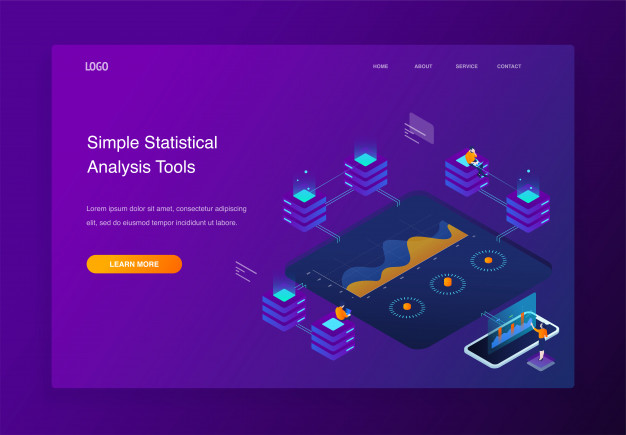 LOGO
HOME ABOUT SERVICE CONTACT
Simple Statistical
Analysis Tools
Lorem ipsum dolor sit amet, consectetur adipiscing
elit, sed do eiusmod tempor incididunt ut labore.
LEARN MORE